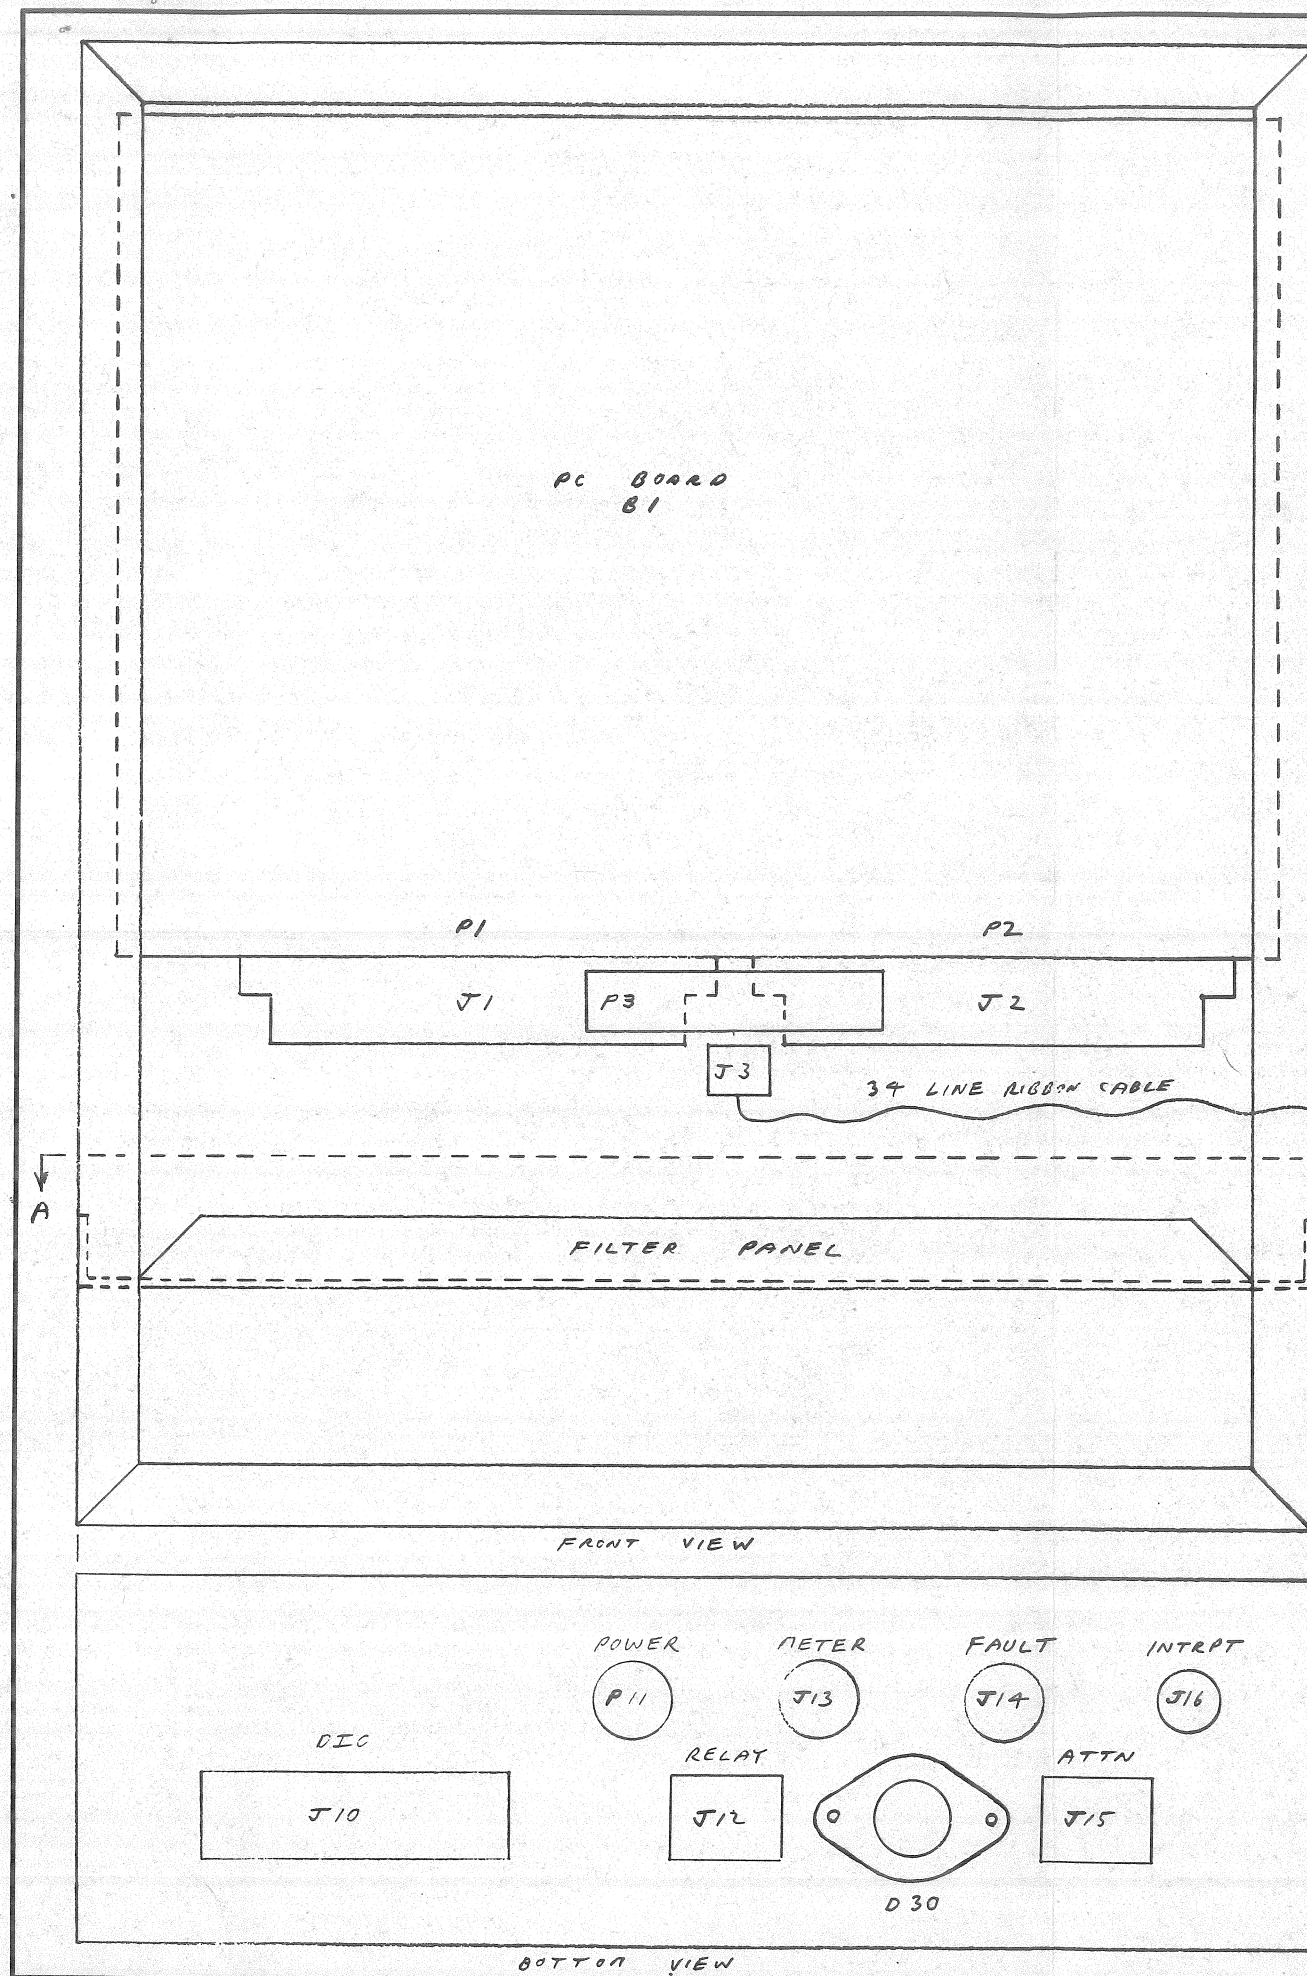 PC BOARD
B1
P1 P2
J1 P3 J2
J3
34 LINE RIBBON CABLE
A
FILTER PANEL
FRONT VIEW
POWER METER FAULT INTRPT
P11 J13 J14 J16
DIC
RELAY ATTN
J10 J12 J15
D30
BOTTOM VIEW